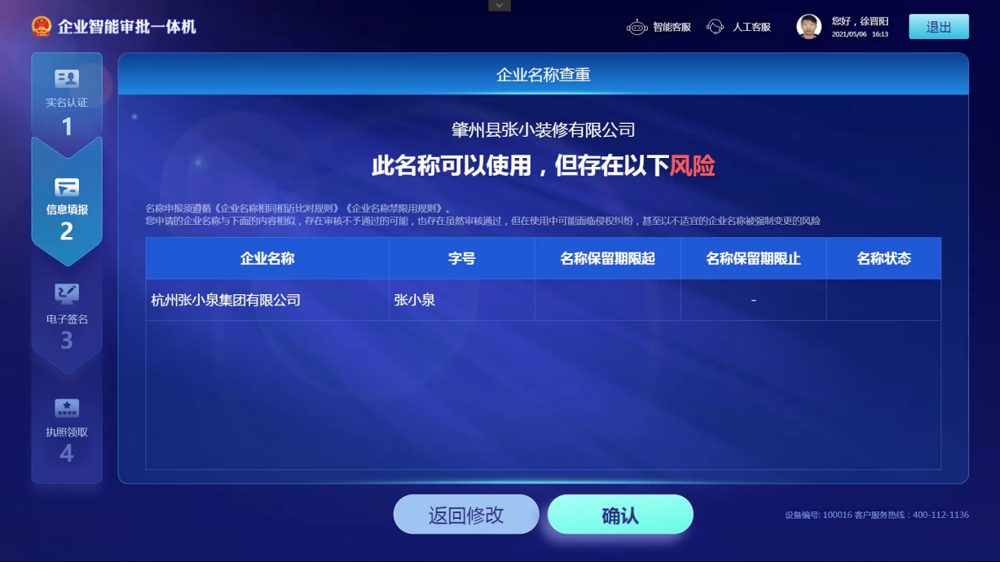 企业智能审批一体机
智能客服
人工客服
您好，徐晋阳
2021/05/06 16:13
退出
实名认证
1
信息填报
2
电子签名
3
执照领取
4
企业名称查重
肇州县张小装修有限公司
此名称可以使用，但存在以下风险
名称申报须遵循《企业名称相同相近比对规则》《企业名称禁限用规则》。
您申请的企业名称与下面的内容相似，存在审核不予通过的可能，也存在虽然审核通过，但在使用中可能面临侵权纠纷，甚至以不适宜的企业名称被强制变更的风险
企业名称 字号 名称保留期限起 名称保留期限止 名称状态
杭州张小泉集团有限公司 张小泉 -
返回修改
确认
设备编号: 100016 客户服务热线：400-112-1136